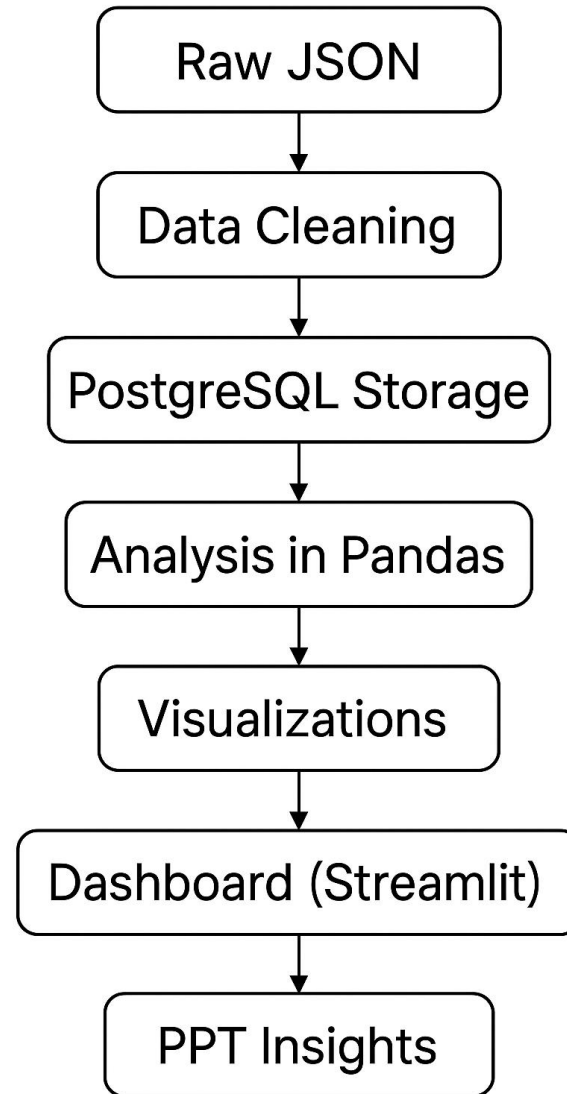 Raw JSON
Data Cleaning
PostgreSQL Storage
Analysis in Pandas
Visualizations
Dashboard (Streamlit)
PPT Insights